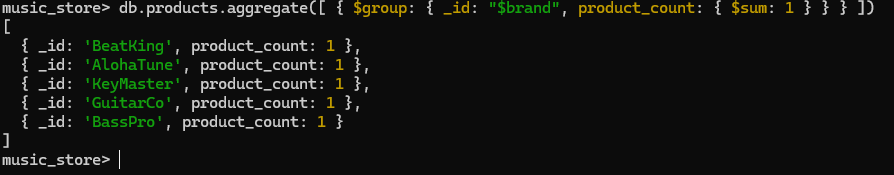 music_store> db.products.aggregate([ { $group: { _id: "$brand", product_count: { $sum: 1 } } } ])
[
  { _id: 'BeatKing', product_count: 1 },
  { _id: 'AlohaTune', product_count: 1 },
  { _id: 'KeyMaster', product_count: 1 },
  { _id: 'GuitarCo', product_count: 1 },
  { _id: 'BassPro', product_count: 1 }
]
music_store>